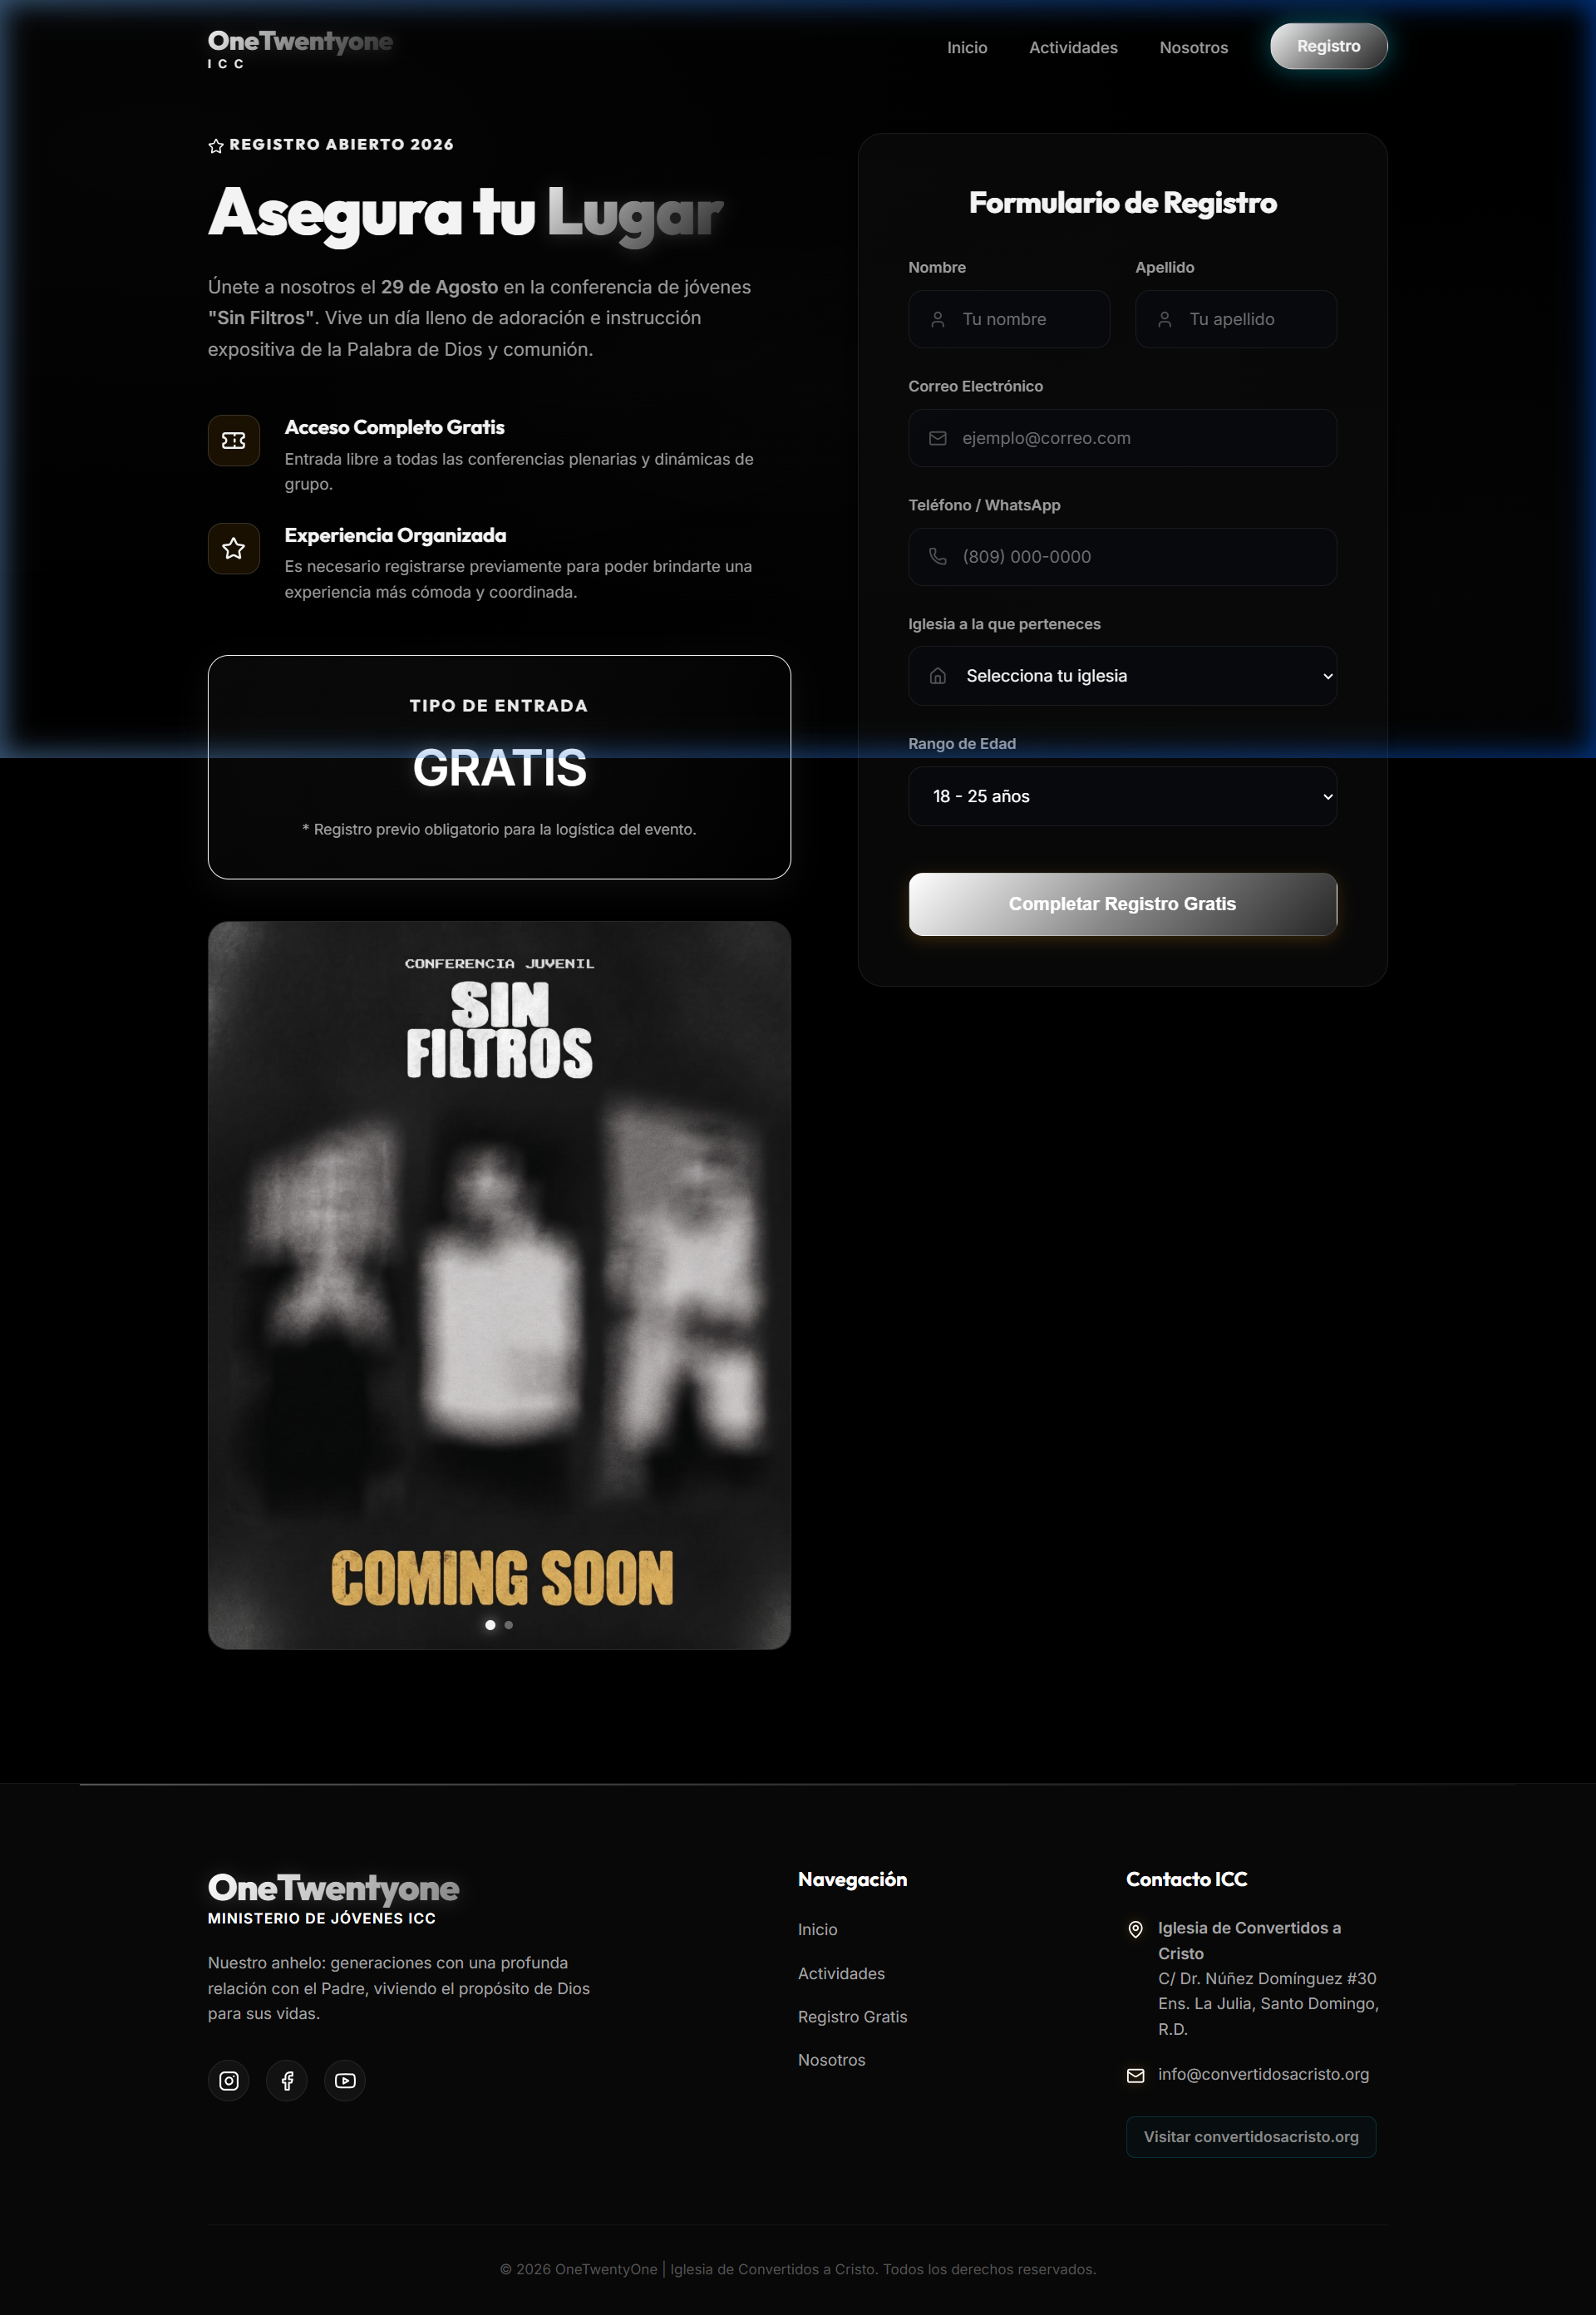 OneTwentyone
ICC
Inicio
Actividades
Nosotros
Registro
REGISTRO ABIERTO 2026
Asegura tu Lugar
Únete a nosotros el 29 de Agosto en la conferencia de jóvenes
"Sin Filtros". Vive un día lleno de adoración e instrucción
expositiva de la Palabra de Dios y comunión.
Acceso Completo Gratis
Entrada libre a todas las conferencias plenarias y dinámicas de
grupo.
Experiencia Organizada
Es necesario registrarse previamente para poder brindarte una
experiencia más cómoda y coordinada.
TIPO DE ENTRADA
GRATIS
* Registro previo obligatorio para la logística del evento.
CONFERENCIA JUVENIL
SIN
FILTROS
COMING SOON
Formulario de Registro
Nombre
Apellido
Tu nombre
Tu apellido
Correo Electrónico
ejemplo@correo.com
Teléfono / WhatsApp
(809) 000-0000
Iglesia a la que perteneces
Selecciona tu iglesia
Rango de Edad
18 - 25 años
Completar Registro Gratis
OneTwentyone
MINISTERIO DE JÓVENES ICC
Nuestro anhelo: generaciones con una profunda
relación con el Padre, viviendo el propósito de Dios
para sus vidas.
Navegación
Inicio
Actividades
Registro Gratis
Nosotros
Contacto ICC
Iglesia de Convertidos a
Cristo
C/ Dr. Núñez Domínguez #30
Ens. La Julia, Santo Domingo,
R.D.
info@convertidosacristo.org
Visitar convertidosacristo.org
© 2026 OneTwentyOne | Iglesia de Convertidos a Cristo. Todos los derechos reservados.